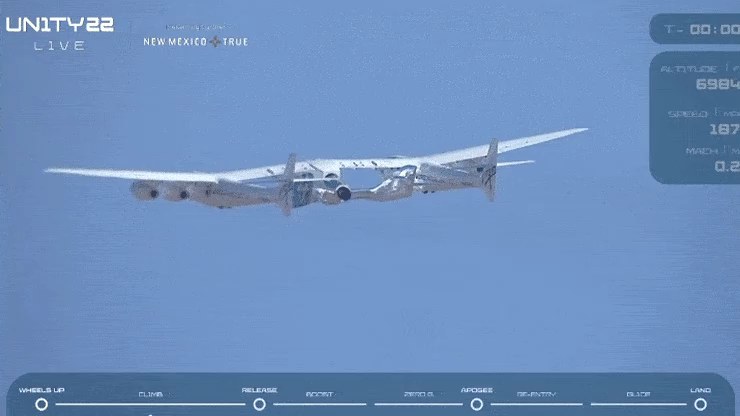 UN1TY22
LIVE
NEW MEXICO TRUE
T- 00:00
ALTITUDE
6984
SPEED
187
MACH
0.2
WHEELS UP
CLIMB
RELEASE
BOOST
ZERO G
APOGEE
RE-ENTRY
GLIDE
LAND